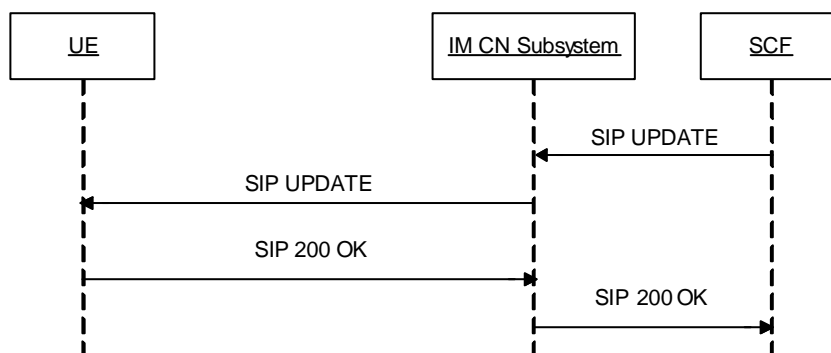 UE
IM CN Subsystem
SCF
SIP UPDATE
SIP UPDATE
SIP 200 OK
SIP 200 OK